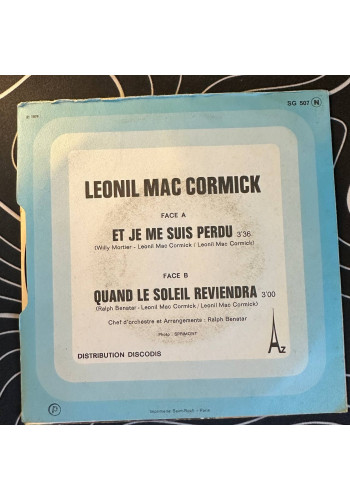 SG 507 N
LEONIL MAC CORMICK
FACE A
ET JE ME SUIS PERDU 3'36
(Willy Mortier - Leonil Mac Cormick / Leonil Mac Cormick)
FACE B
QUAND LE SOLEIL REVIENDRA 3'00
(Ralph Benatar - Leonil Mac Cormick / Leonil Mac Cormick)
Chef d'orchestre et Arrangements : Ralph Benatar
Photo :
AZ
DISTRIBUTION DISCODIS
P